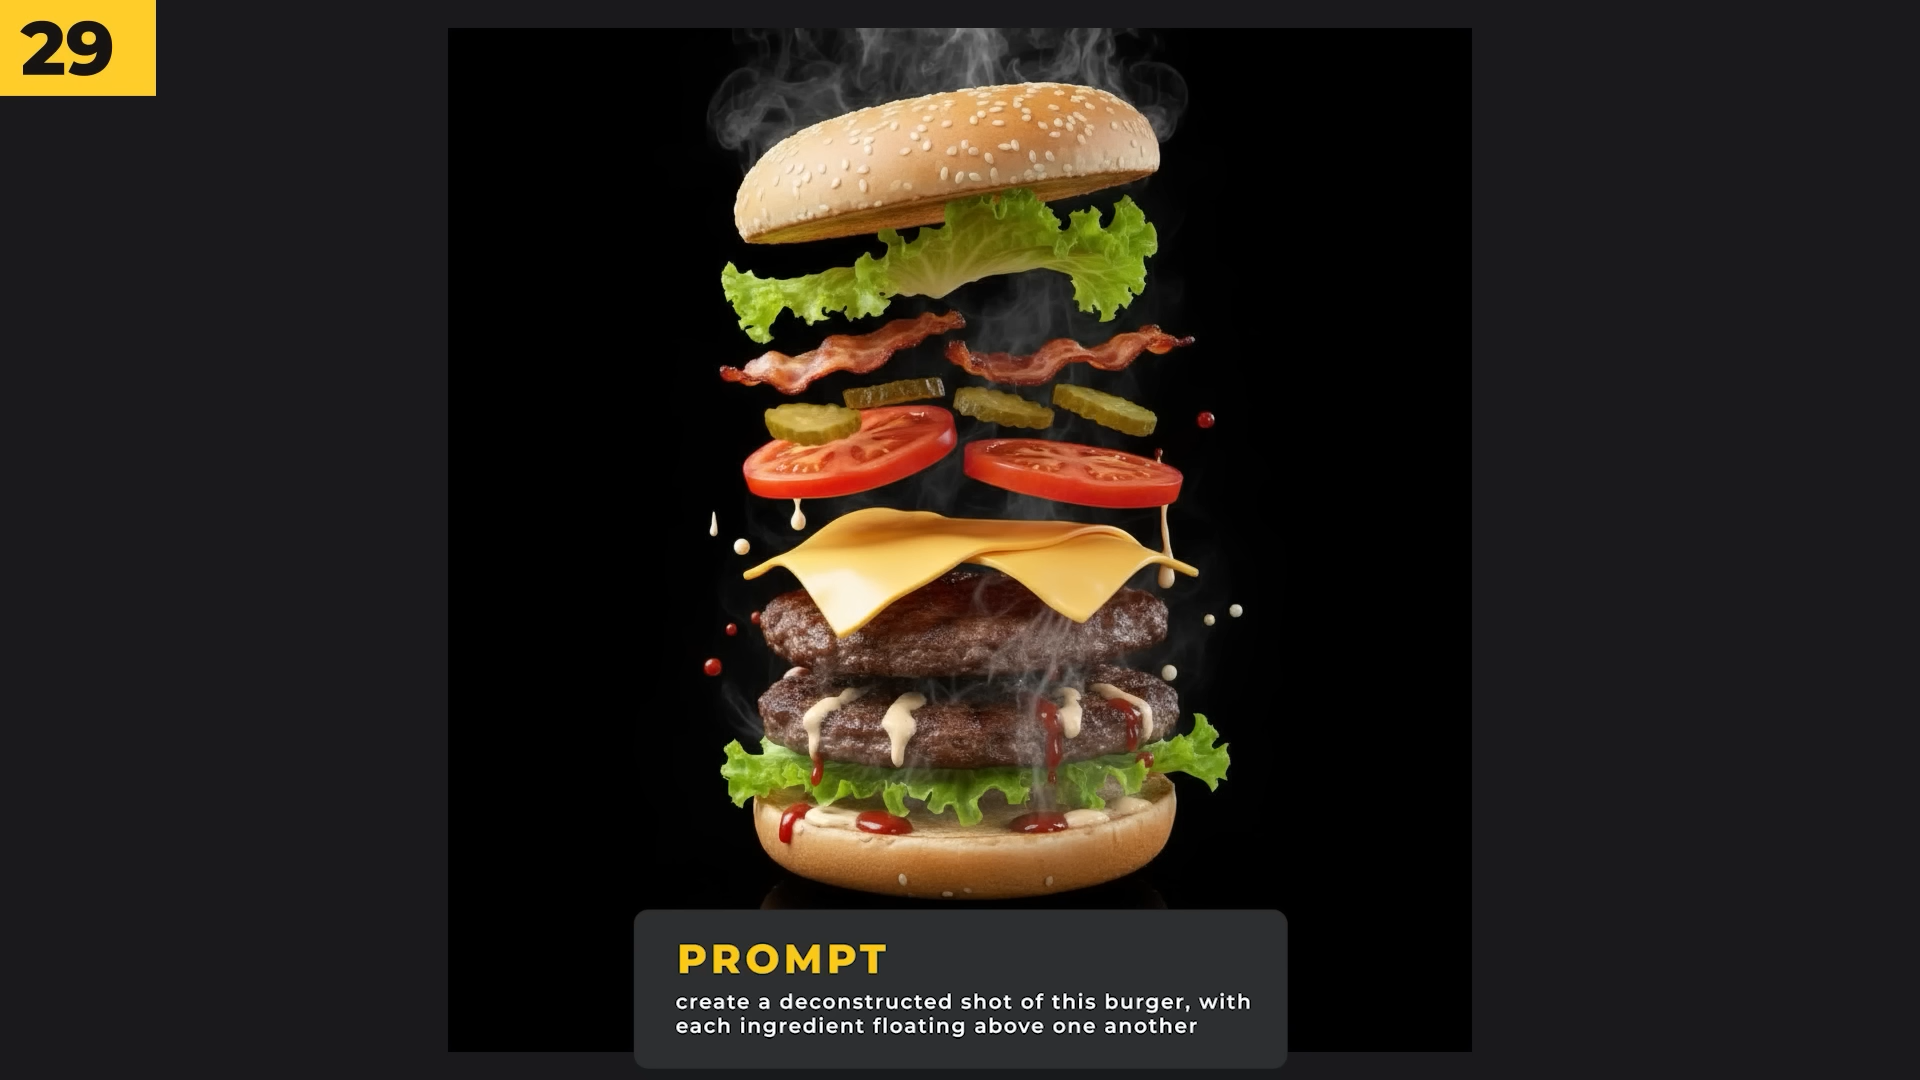 29
PROMPT
create a deconstructed shot of this burger, with
each ingredient floating above one another